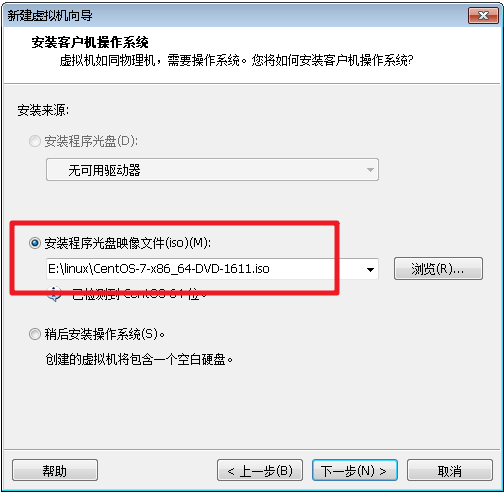 新建虚拟机向导
安装客户机操作系统
虚拟机如同物理机，需要操作系统。您将如何安装客户机操作系统?
安装来源:
安装程序光盘(D):
无可用驱动器
安装程序光盘映像文件(iso)(M):
E:\linux\CentOS-7-x86_64-DVD-1611.iso
浏览(R)...
已检测到 CentOS 64 位。
稍后安装操作系统(S)。
创建的虚拟机将包含一个空白硬盘。
帮助
< 上一步(B)
下一步(N) >
取消